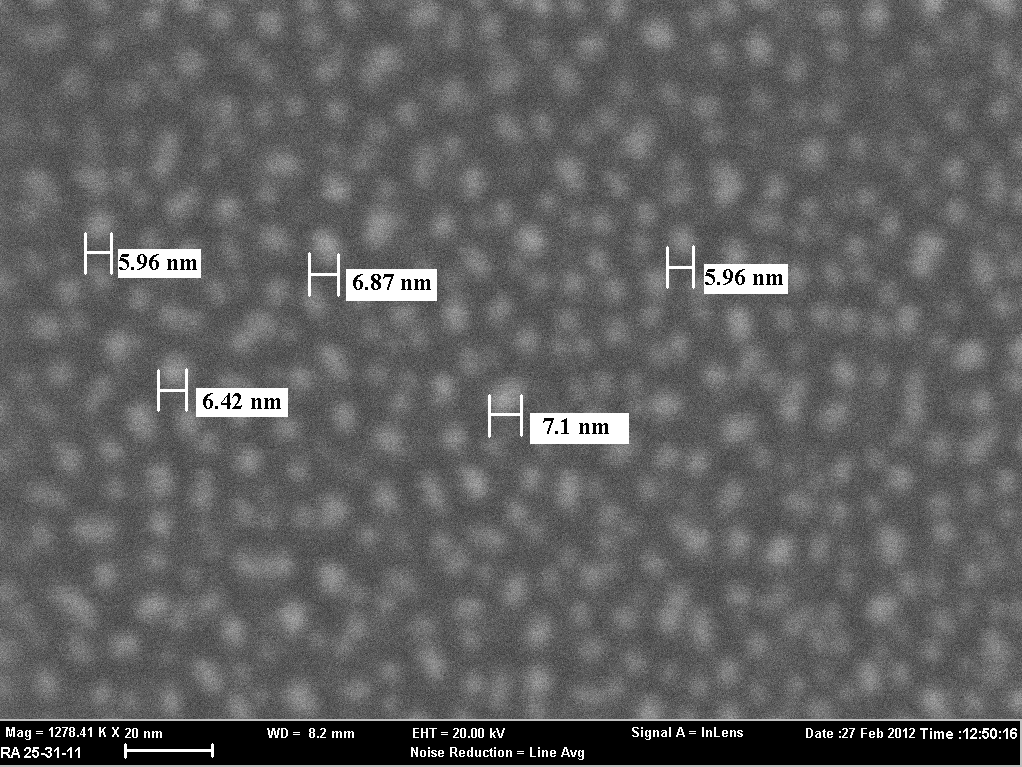 5.96 nm
6.87 nm
5.96 nm
6.42 nm
7.1 nm
Mag = 1278.41 K X 20 nm WD = 8.2 mm EHT = 20.00 kV Signal A = InLens Date :27 Feb 2012 Time :12:50:16
RA 25-31-11 Noise Reduction = Line Avg